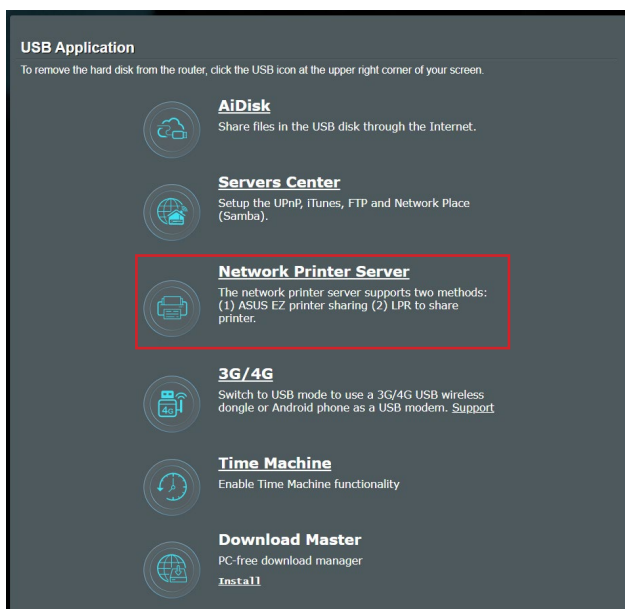 USB Application
To remove the hard disk from the router, click the USB icon at the upper right corner of your screen.
AiDisk
Share files in the USB disk through the Internet.
Servers Center
Setup the UPnP, iTunes, FTP and Network Place
(Samba).
Network Printer Server
The network printer server supports two methods:
(1) ASUS EZ printer sharing (2) LPR to share
printer.
3G/4G
Switch to USB mode to use a 3G/4G USB wireless
dongle or Android phone as a USB modem. Support
4G
Time Machine
Enable Time Machine functionality
Download Master
PC-free download manager
Install